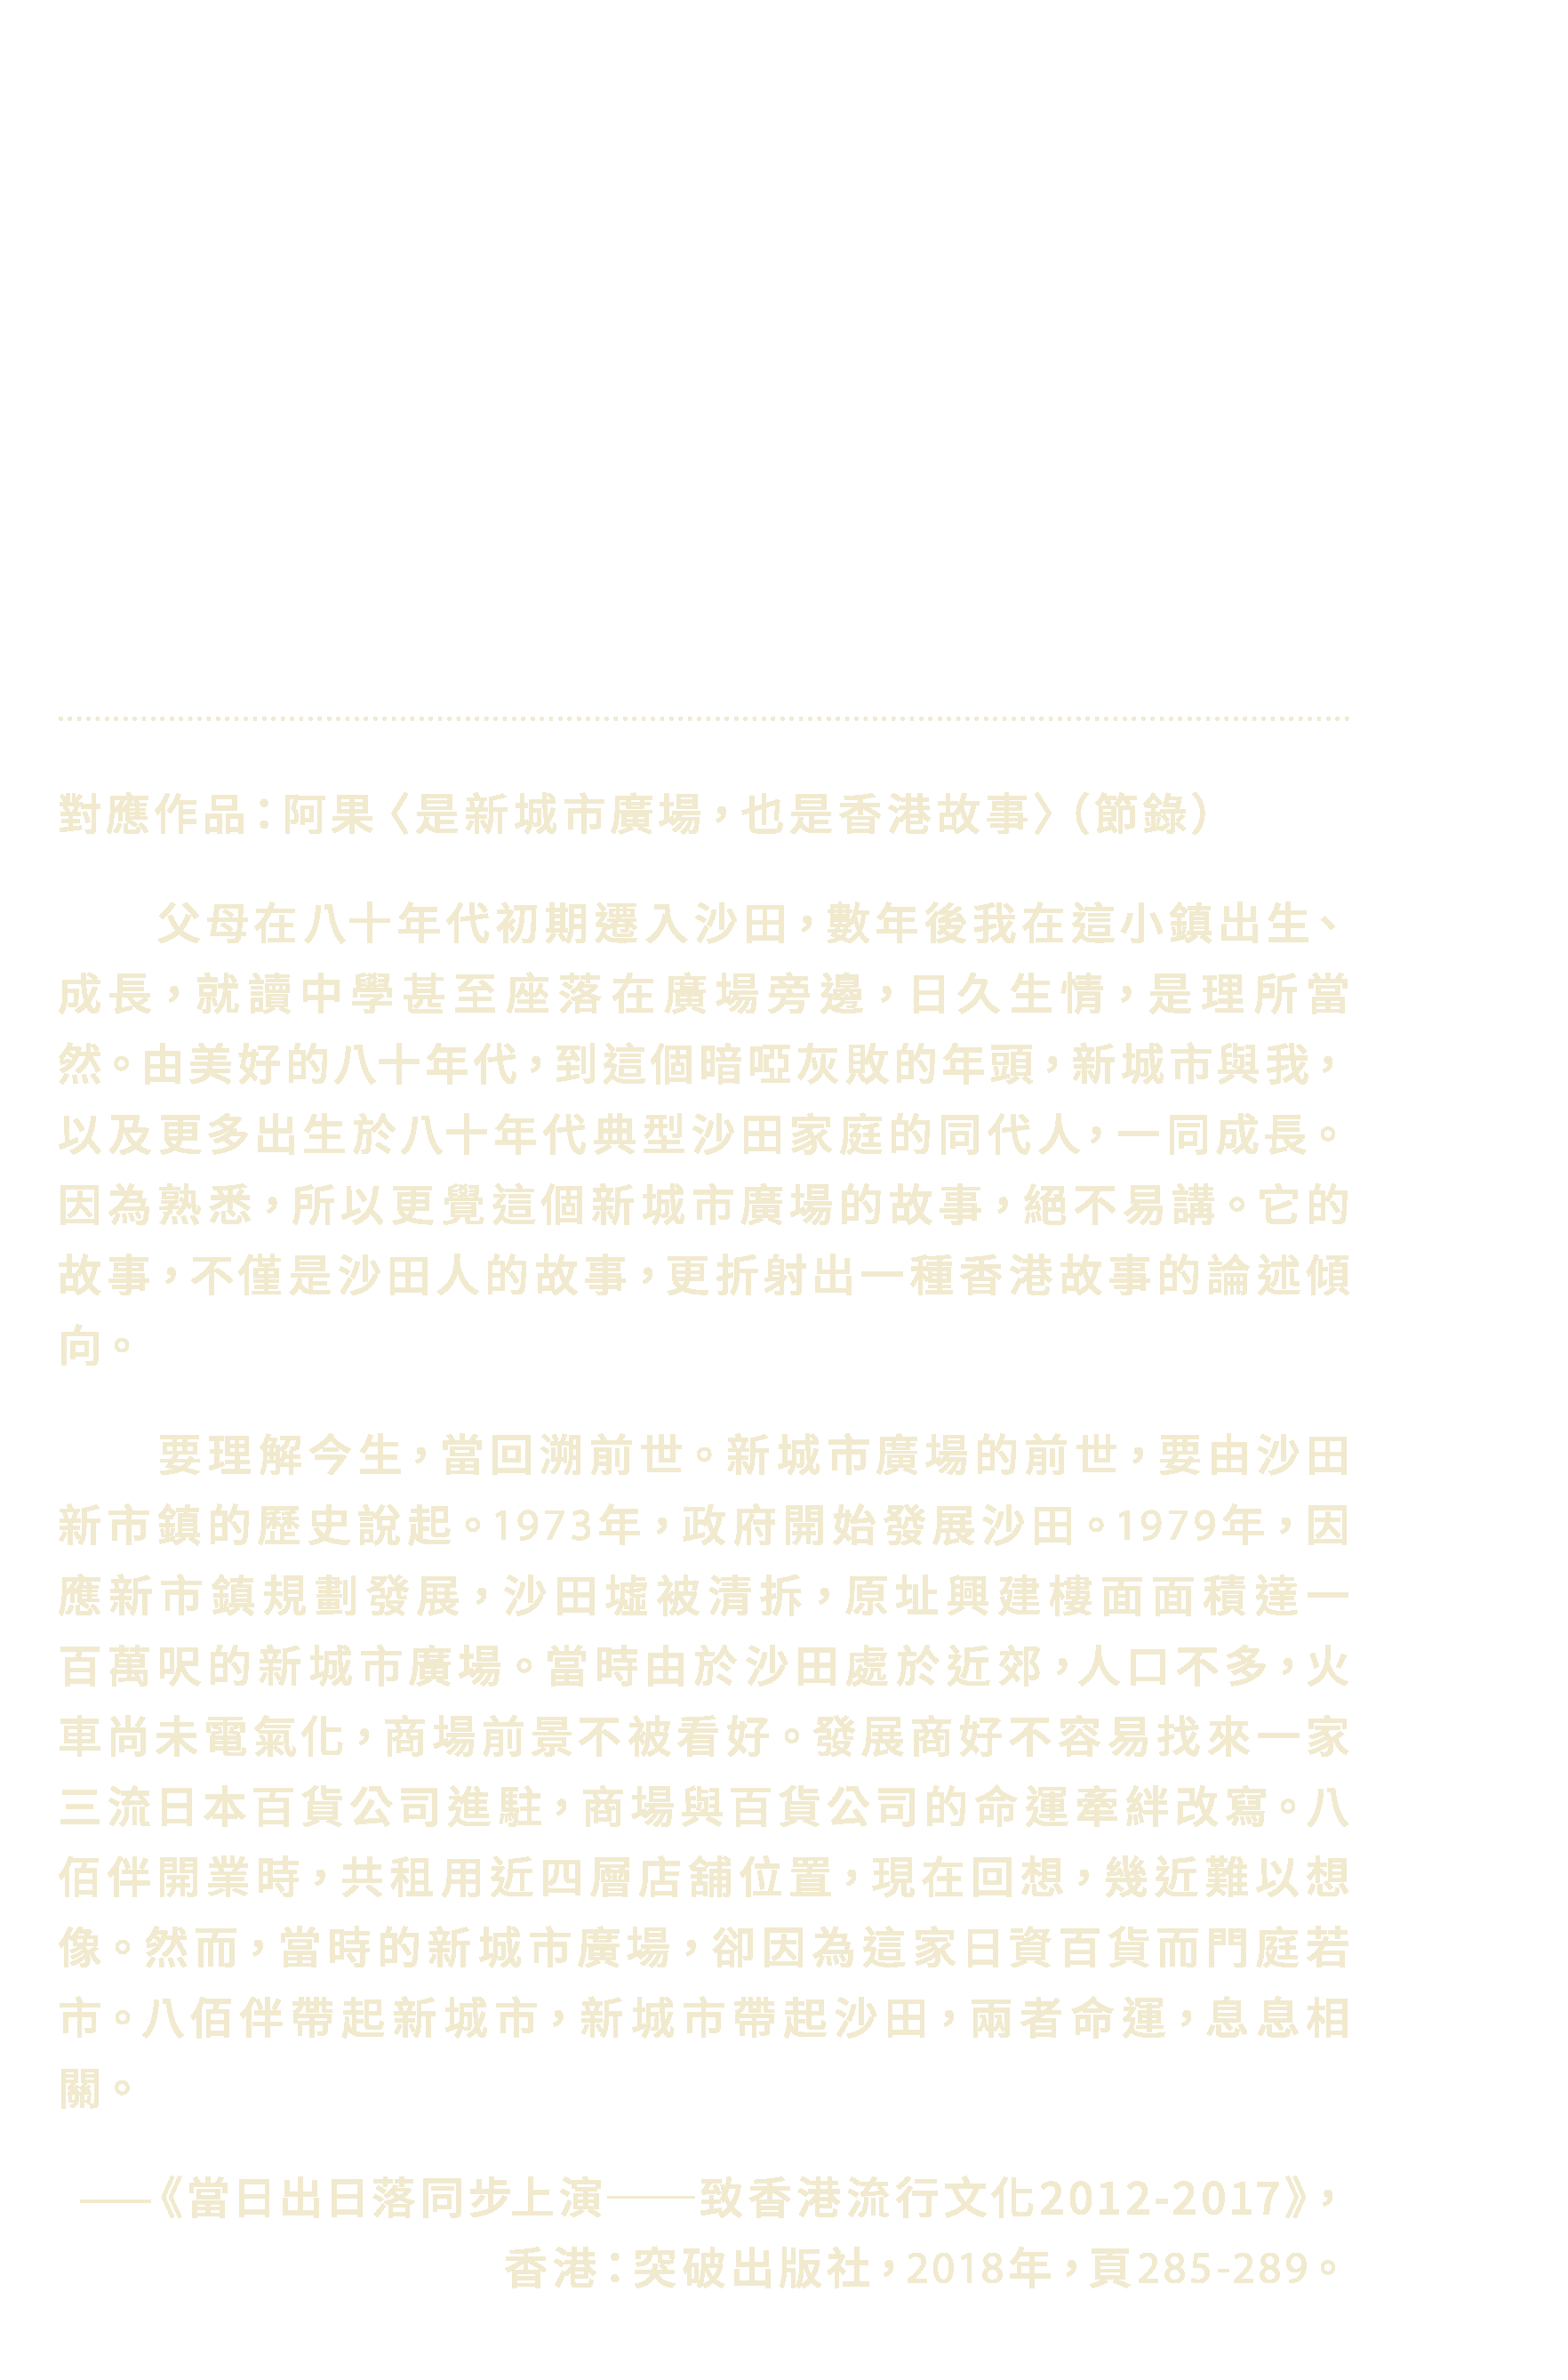 對應作品：阿果〈是新城市廣場，也是香港故事〉（節錄）
父母在八十年代初期遷入沙田，數年後我在這小鎮出生、
成長，就讀中學甚至座落在廣場旁邊，日久生情，是理所當
然。由美好的八十年代，到這個暗啞灰敗的年頭，新城市與我，
以及更多出生於八十年代典型沙田家庭的同代人，一同成長。
因為熟悉，所以更覺這個新城市廣場的故事，絕不易講。它的
故事，不僅是沙田人的故事，更折射出一種香港故事的論述傾
向。
要理解今生，當回溯前世。新城市廣場的前世，要由沙田
新市鎮的歷史說起。1973年，政府開始發展沙田。1979年，因
應新市鎮規劃發展，沙田墟被清拆，原址興建樓面面積達一
百萬呎的新城市廣場。當時由於沙田處於近郊，人口不多，火
車尚未電氣化，商場前景不被看好。發展商好不容易找來一家
三流日本百貨公司進駐，商場與百貨公司的命運牽絆改寫。八
佰伴開業時，共租用近四層店舖位置，現在回想，幾近難以想
像。然而，當時的新城市廣場，卻因為這家日資百貨而門庭若
市。八佰伴帶起新城市，新城市帶起沙田，兩者命運，息息相
關。
——《當日出日落同步上演——致香港流行文化2012-2017》，
香港：突破出版社，2018年，頁285-289。